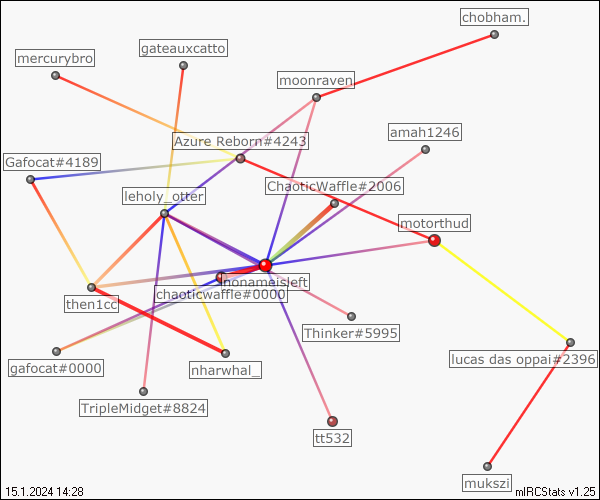 chobham.
gateauxcatto
mercurybro
moonraven
amah1246
Azure Reborn#4243
Gafocat#4189
ChaoticWaffle#2006
leholy_otter
motorthud
nonameisleft
chaoticwaffle#0000
then1cc
Thinker#5995
lucas das oppai#2396
gafocat#0000
nharwhal_
TripleMidget#8824
tt532
mukszi
15.1.2024 14:28
mIRCStats v1.25